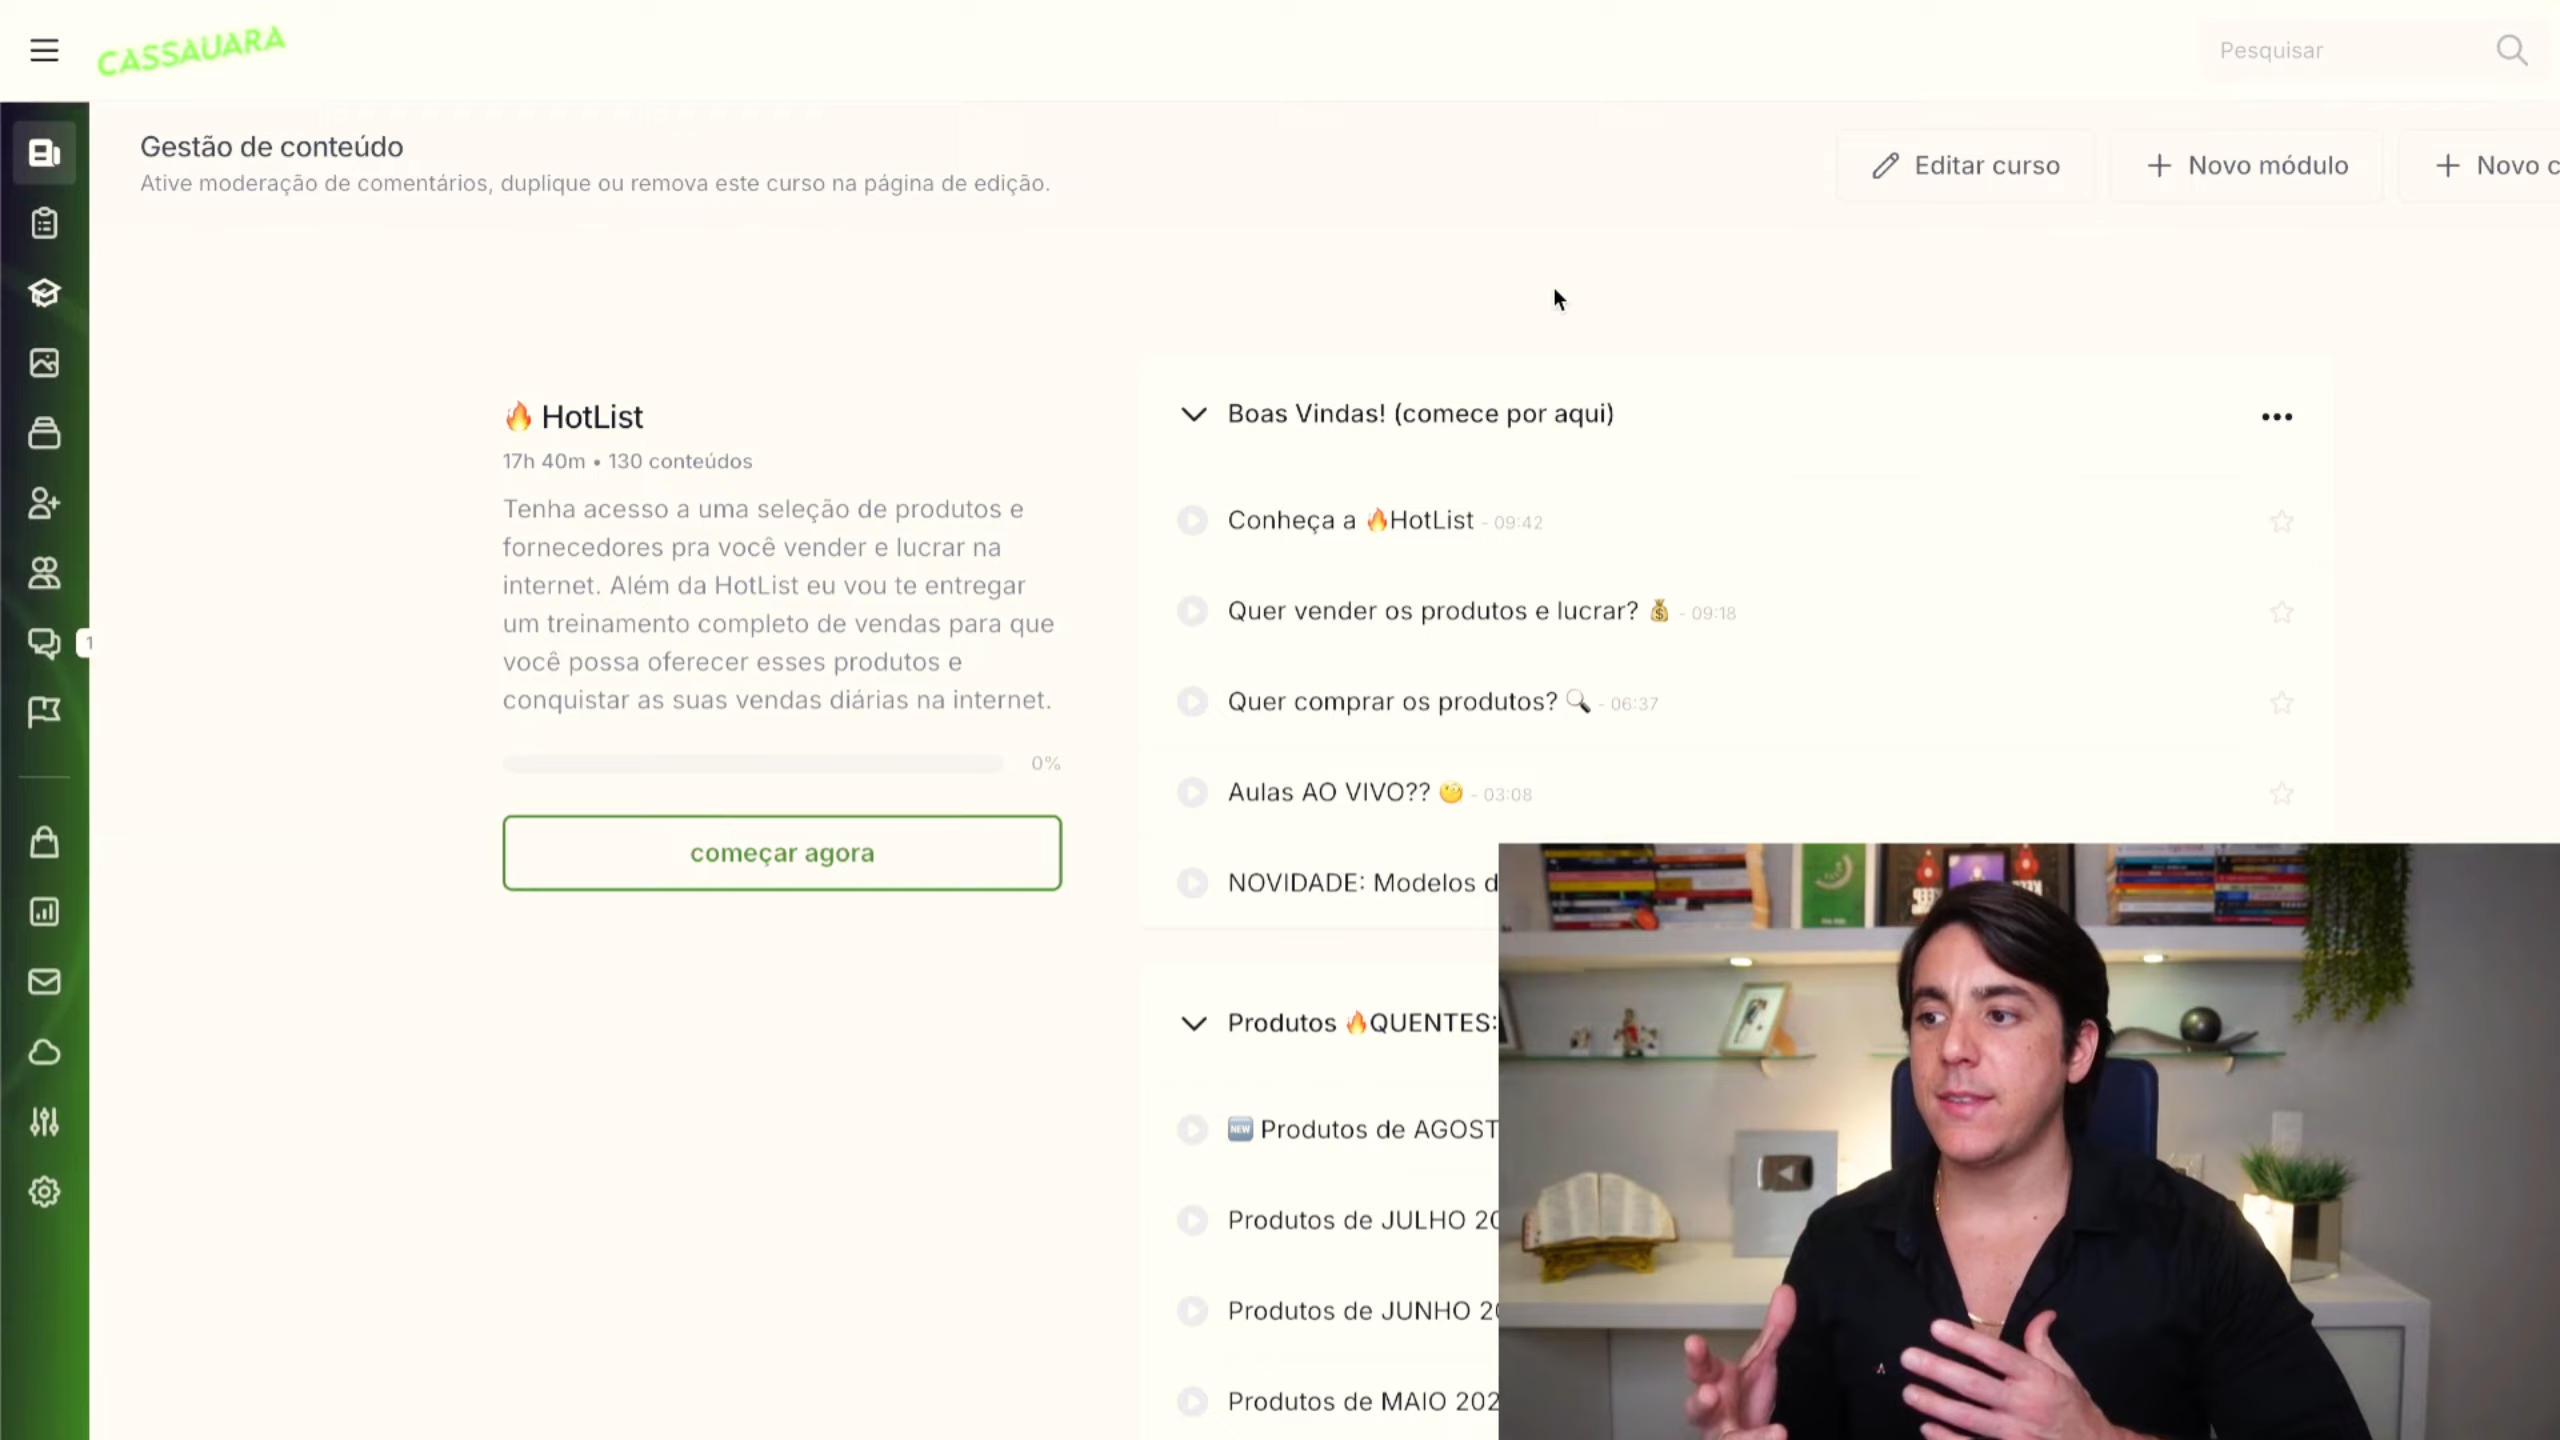 CASSAUARA
Pesquisar
Gestão de conteúdo
Ative moderação de comentários, duplique ou remova este curso na página de edição.
Editar curso
Novo módulo
Novo c
🔥 HotList
17h 40m • 130 conteúdos
Tenha acesso a uma seleção de produtos e
fornecedores pra você vender e lucrar na
internet. Além da HotList eu vou te entregar
um treinamento completo de vendas para que
você possa oferecer esses produtos e
conquistar as suas vendas diárias na internet.
0%
começar agora
1
Boas Vindas! (comece por aqui)
Conheça a 🔥HotList - 09:42
Quer vender os produtos e lucrar? 💰 - 09:18
Quer comprar os produtos? 🔍 - 06:37
Aulas AO VIVO?? 🧐 - 03:08
NOVIDADE: Modelos d
Produtos 🔥QUENTES:
🆕 Produtos de AGOST
Produtos de JULHO 20
Produtos de JUNHO 20
Produtos de MAIO 202